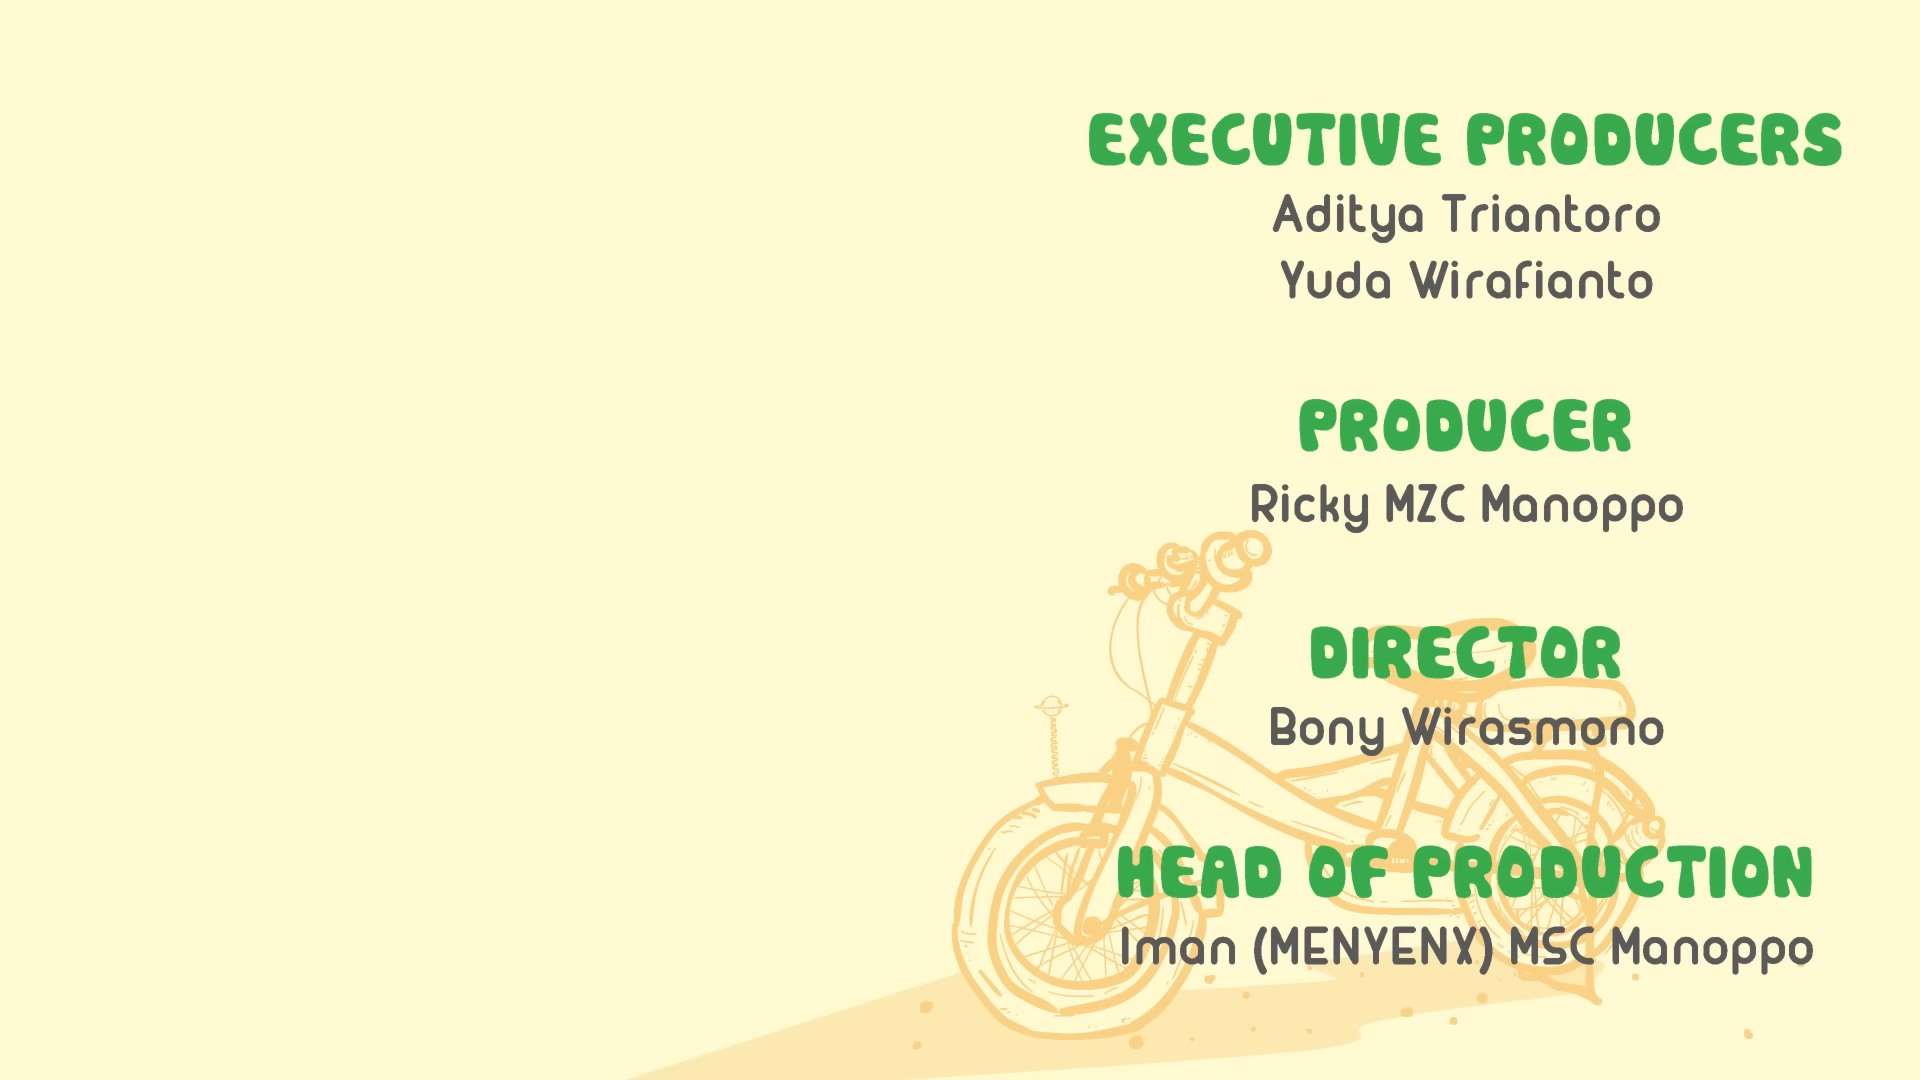 EXECUTIVE PRODUCERS
Aditya Triantoro
Yuda Wirafianto
PRODUCER
Ricky MZC Manoppo
DIRECTOR
Bony Wirasmono
HEAD OF PRODUCTION
Iman (MENYENX) MSC Manoppo